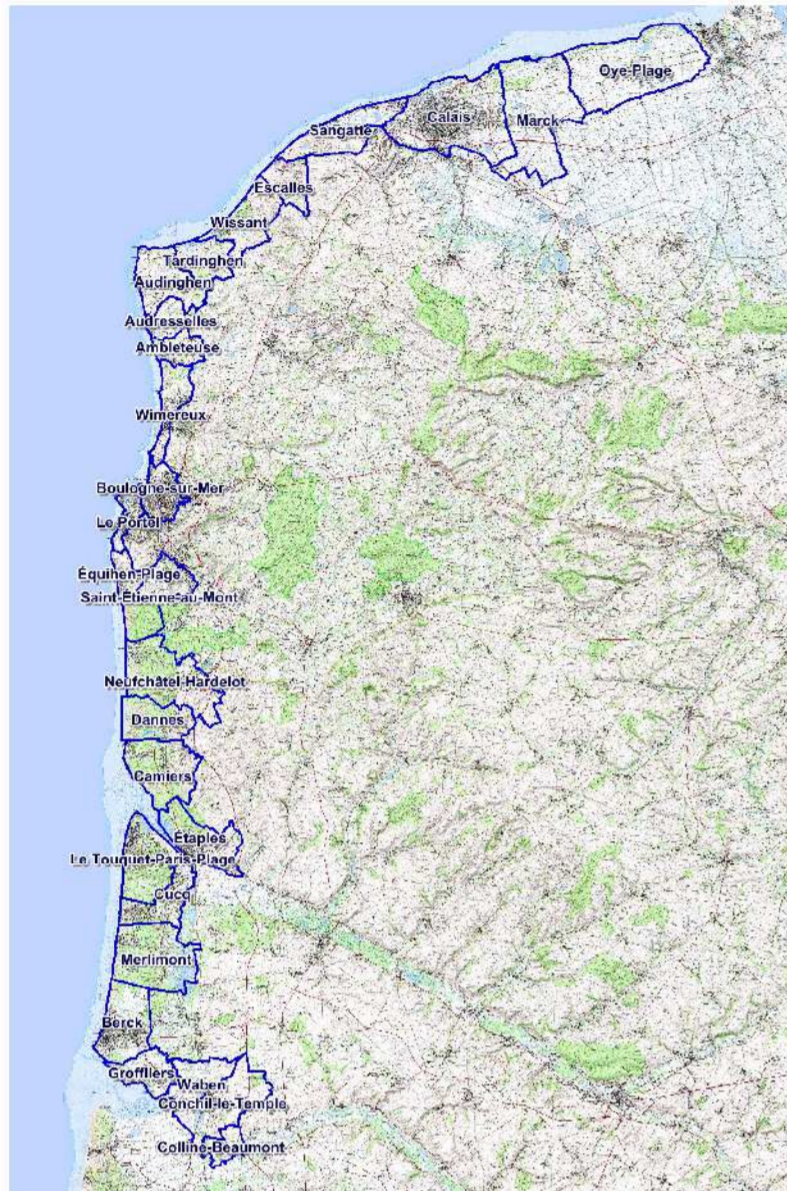 Oye-Plage
Calais
Marck
Sangatte
Escalles
Wissant
Tardinghen
Audinghen
Audresselles
Ambleteuse
Wimereux
Boulogne-sur-Mer
Le Portel
Équihen-Plage
Saint-Étienne-au-Mont
Neufchâtel-Hardelot
Dannes
Camiers
Étaples
Le Touquet-Paris-Plage
Cucq
Merlimont
Berck
Groffliers
Waben
Conchil-le-Temple
Colline-Beaumont